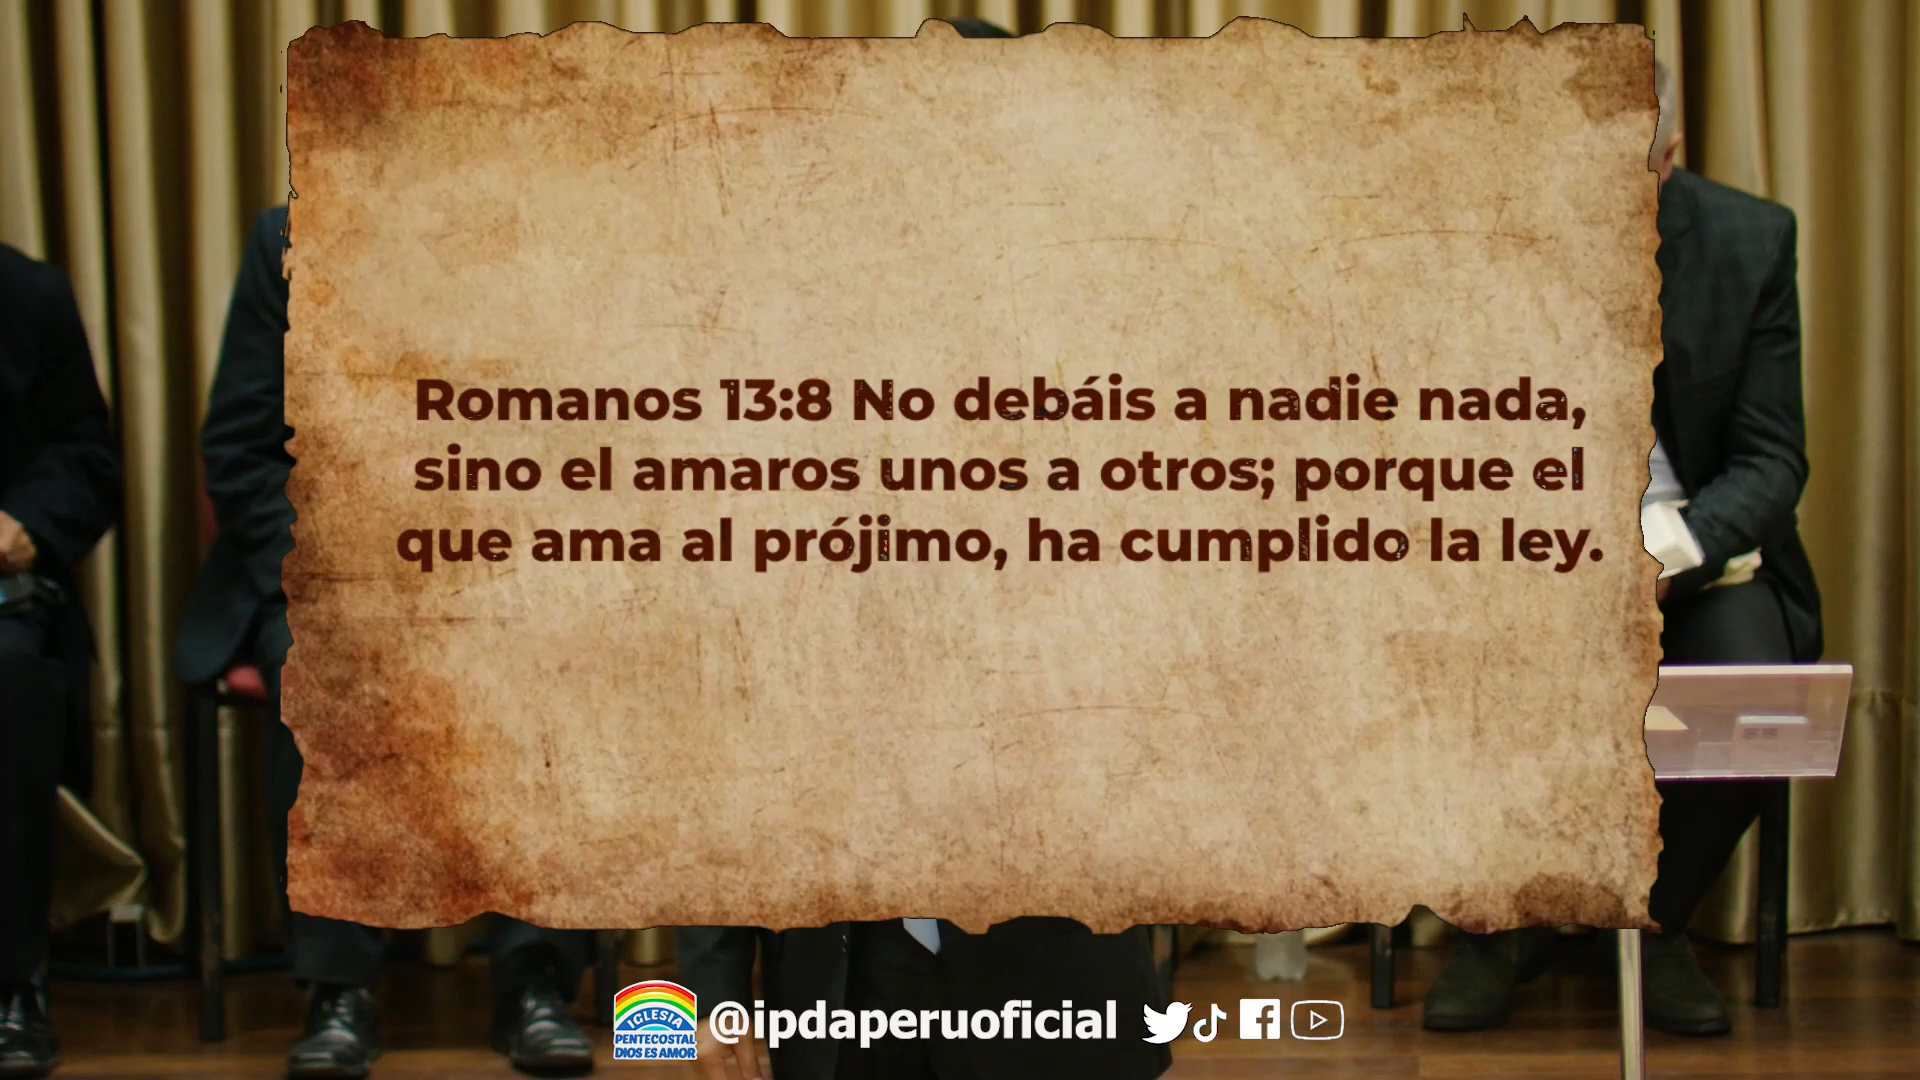 Romanos 13:8 No debáis a nadie nada,
sino el amaros unos a otros; porque el
que ama al prójimo, ha cumplido la ley.
IGLESIA
PENTECOSTAL
DIOS ES AMOR
@ipdaperuoficial